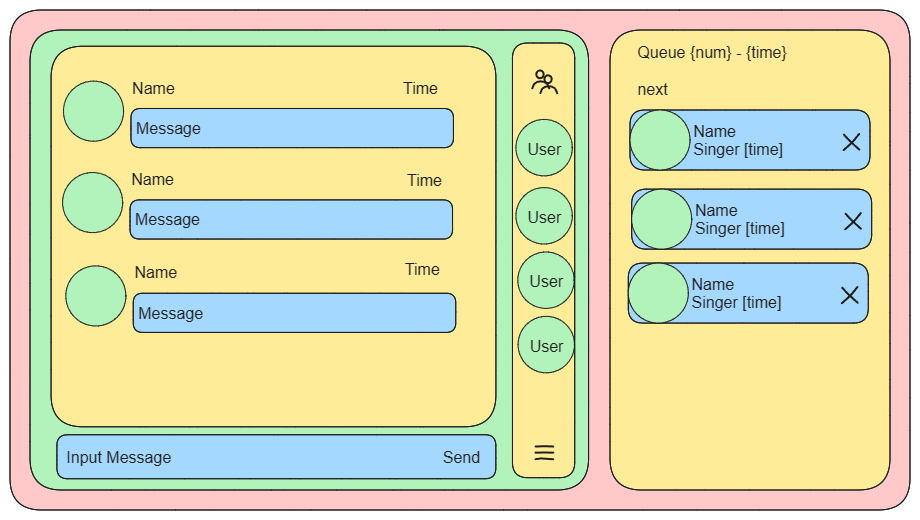 Name Time
Message
Name Time
Message
Name Time
Message
Input Message Send
User
User
User
User
Queue {num} - {time}
next
Name
Singer [time]
Name
Singer [time]
Name
Singer [time]